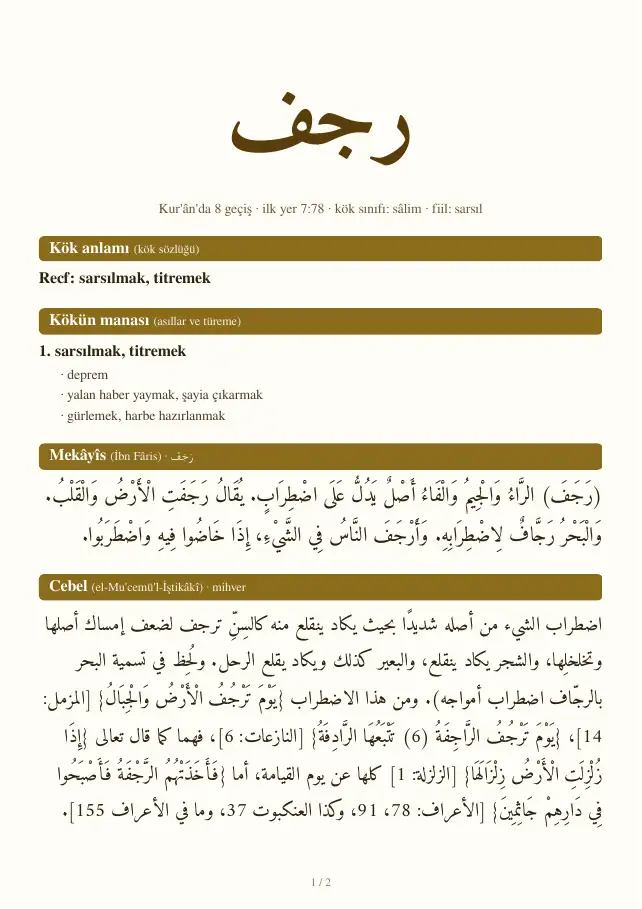 رجف
Kur'ân'da 8 geçiş · ilk yer 7:78 · kök sınıfı: sâlim · fiil: sarsıl
Kök anlamı (kök sözlüğü)
Recf: sarsılmak, titremek
Kökün manası (asıllar ve türeme)
1. sarsılmak, titremek
· deprem
· yalan haber yaymak, şayia çıkarmak
· gürlemek, harbe hazırlanmak
Mekâyîs (İbn Fâris) · رَجَفَ
(رَجَفَ) الرَّاءُ وَالْجِيمُ وَالْفَاءُ أَصْلٌ يَدُلُّ عَلَى اضْطِرَابٍ. يُقَالُ رَجَفَتِ الْأَرْضُ وَالْقَلْبُ.
وَالْبَحْرُ رَجَّافٌ لِاضْطِرَابِهِ. وَأَرْجَفَ النَّاسُ فِي الشَّيْءِ، إِذَا خَاضُوا فِيهِ وَاضْطَرَبُوا.
Cebel (el-Mu'cemü'l-İştikâkî) · mihver
اضطراب الشيء من أصله شديدًا بحيث يكاد ينقلع منه كالسِنِّ ترجف لضعف إمساك أصلها
وتخلخلِها، والشجر يكاد ينقلع، والبعير كذلك ويكاد يقلع الرحل. ولُحِظ في تسمية البحر
بالرجّاف اضطراب أمواجه). ومن هذا الاضطراب {يَوْمَ تَرْجُفُ الْأَرْضُ وَالْجِبَالُ} [المزمل:
14]، {يَوْمَ تَرْجُفُ الرَّاجِفَةُ (6) تَتْبَعُهَا الرَّادِفَةُ} [النازعات: 6]، فهما كما قال تعالى {إِذَا
زُلْزِلَتِ الْأَرْضُ زِلْزَالَهَا} [الزلزلة: 1] كلها عن يوم القيامة، أما {فَأَخَذَتْهُمُ الرَّجْفَةُ فَأَصْبَحُوا
فِي دَارِهِمْ جَاثِمِينَ} [الأعراف: 78، 91، وكذا العنكبوت 37، وما في الأعراف 155].
1 / 2